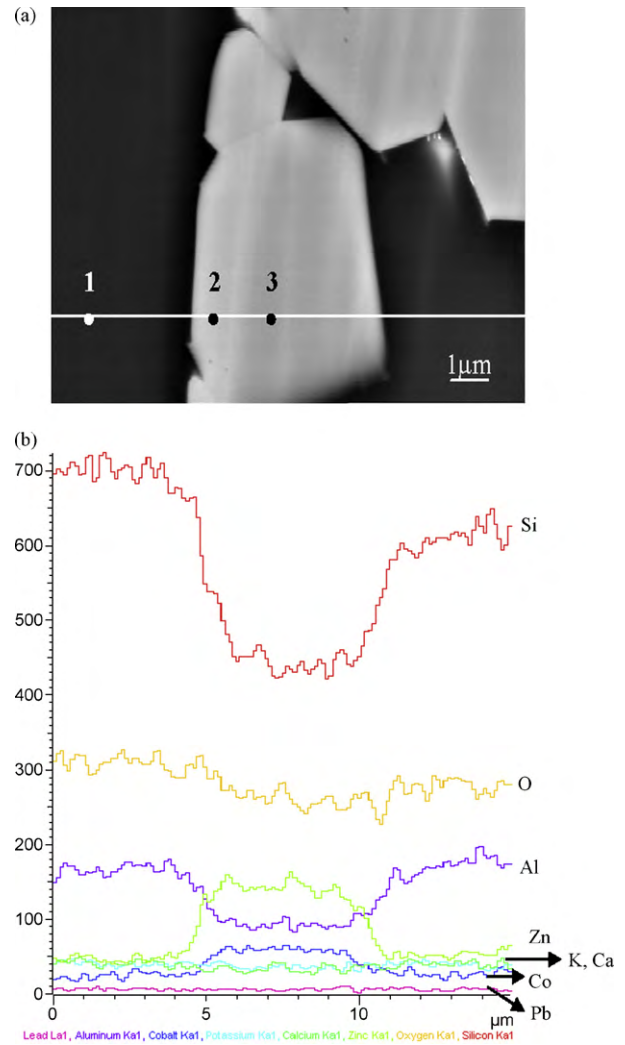 (a)
1 2 3
1μm
(b)
700
600
500
400
300
200
100
0
Si
O
Al
Zn
K, Ca
Co
Pb
0 5 10 μm
Lead La1, Aluminum Ka1, Cobalt Ka1, Potassium Ka1, Calcium Ka1, Zinc Ka1, Oxygen Ka1, Silicon Ka1